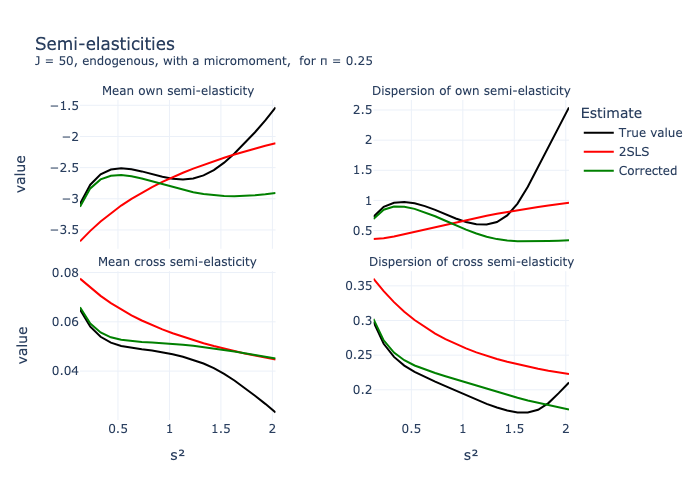 Semi-elasticities
J = 50, endogenous, with a micromoment,  for π = 0.25
Mean own semi-elasticity
Dispersion of own semi-elasticity
−1.5
−2
−2.5
−3
−3.5
value
2.5
2
1.5
1
0.5
Estimate
True value
2SLS
Corrected
Mean cross semi-elasticity
Dispersion of cross semi-elasticity
0.08
0.06
0.04
value
0.35
0.3
0.25
0.2
0.5 1 1.5 2
0.5 1 1.5 2
s²
s²